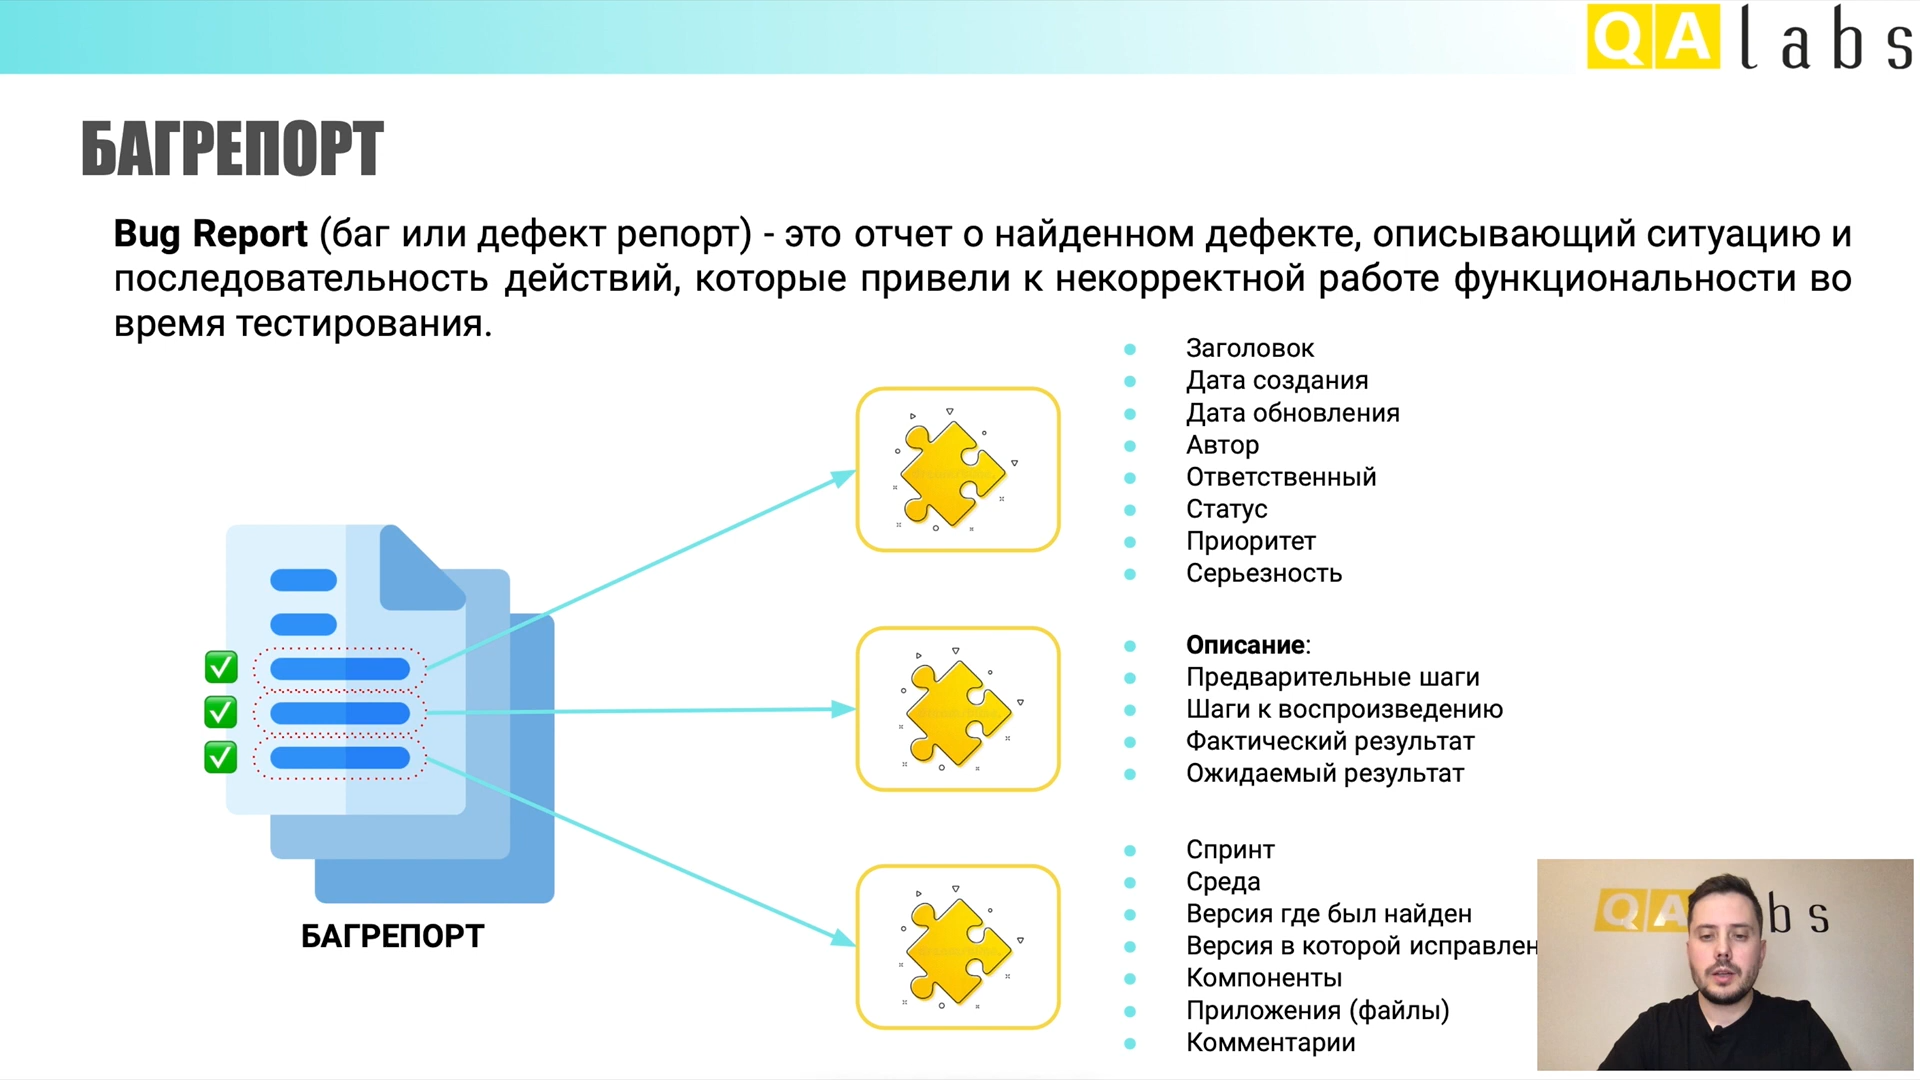 QA labs
БАГРЕПОРТ
Bug Report (баг или дефект репорт) - это отчет о найденном дефекте, описывающий ситуацию и
последовательность действий, которые привели к некорректной работе функциональности во
время тестирования.
Заголовок
Дата создания
Дата обновления
Автор
Ответственный
Статус
Приоритет
Серьезность
Описание:
Предварительные шаги
Шаги к воспроизведению
Фактический результат
Ожидаемый результат
Спринт
Среда
Версия где был найден
Версия в которой исправлен
Компоненты
Приложения (файлы)
Комментарии
БАГРЕПОРТ
QA bs